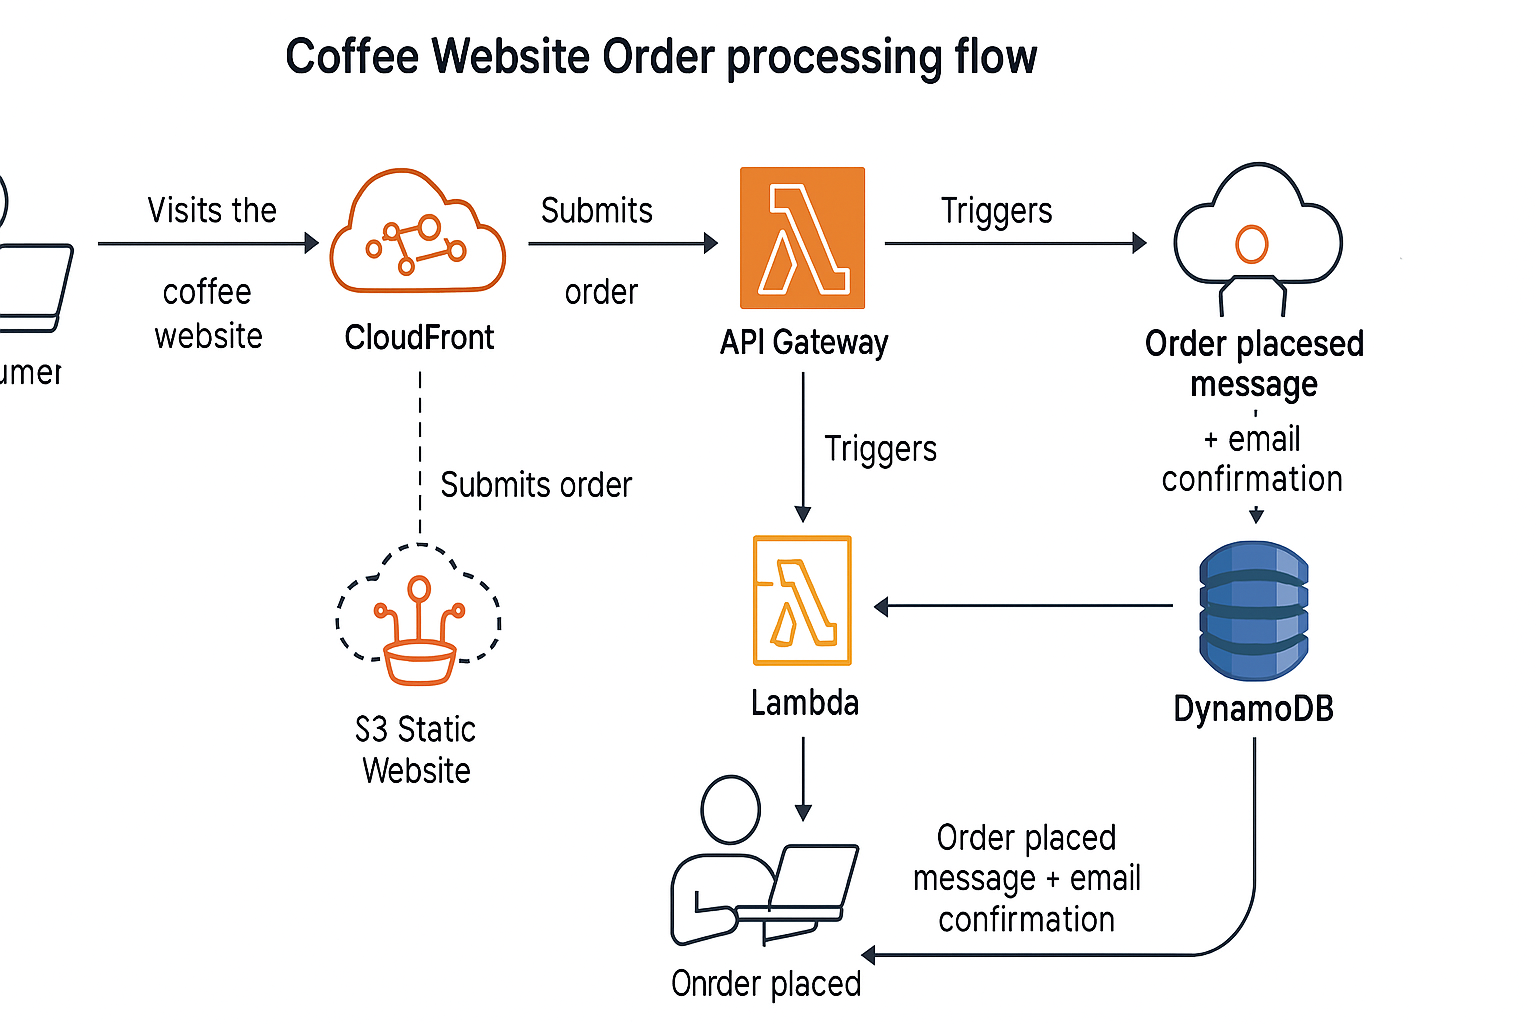 Coffee Website Order processing flow
Visits the
coffee
website
umer
CloudFront
Submits
order
API Gateway
Triggers
Order placesed
message
+ email
confirmation
Submits order
Triggers
S3 Static
Website
Lambda
DynamoDB
Order placed
message + email
confirmation
Onrder placed